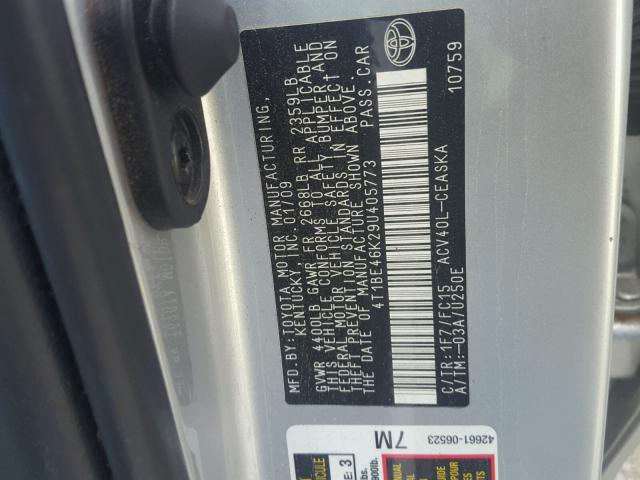 MFD.BY:TOYOTA MOTOR MANUFACTURING,
KENTUCKY, INC. 01/09
GVWR 4400LB GAWR FR 2668LB RR 2359LB
THIS VEHICLE CONFORMS TO ALL APPLICABLE
FEDERAL MOTOR VEHICLE SAFETY, BUMPER, AND
THEFT PREVENTION STANDARDS IN EFFECT ON
THE DATE OF MANUFACTURE SHOWN ABOVE.
4T1BE46K29U405773 PASS.CAR
C/TR:1F7/FC15 ACV40L-CEASKA
A/TM:-03A/U250E 10759
42661-06523
7M
3